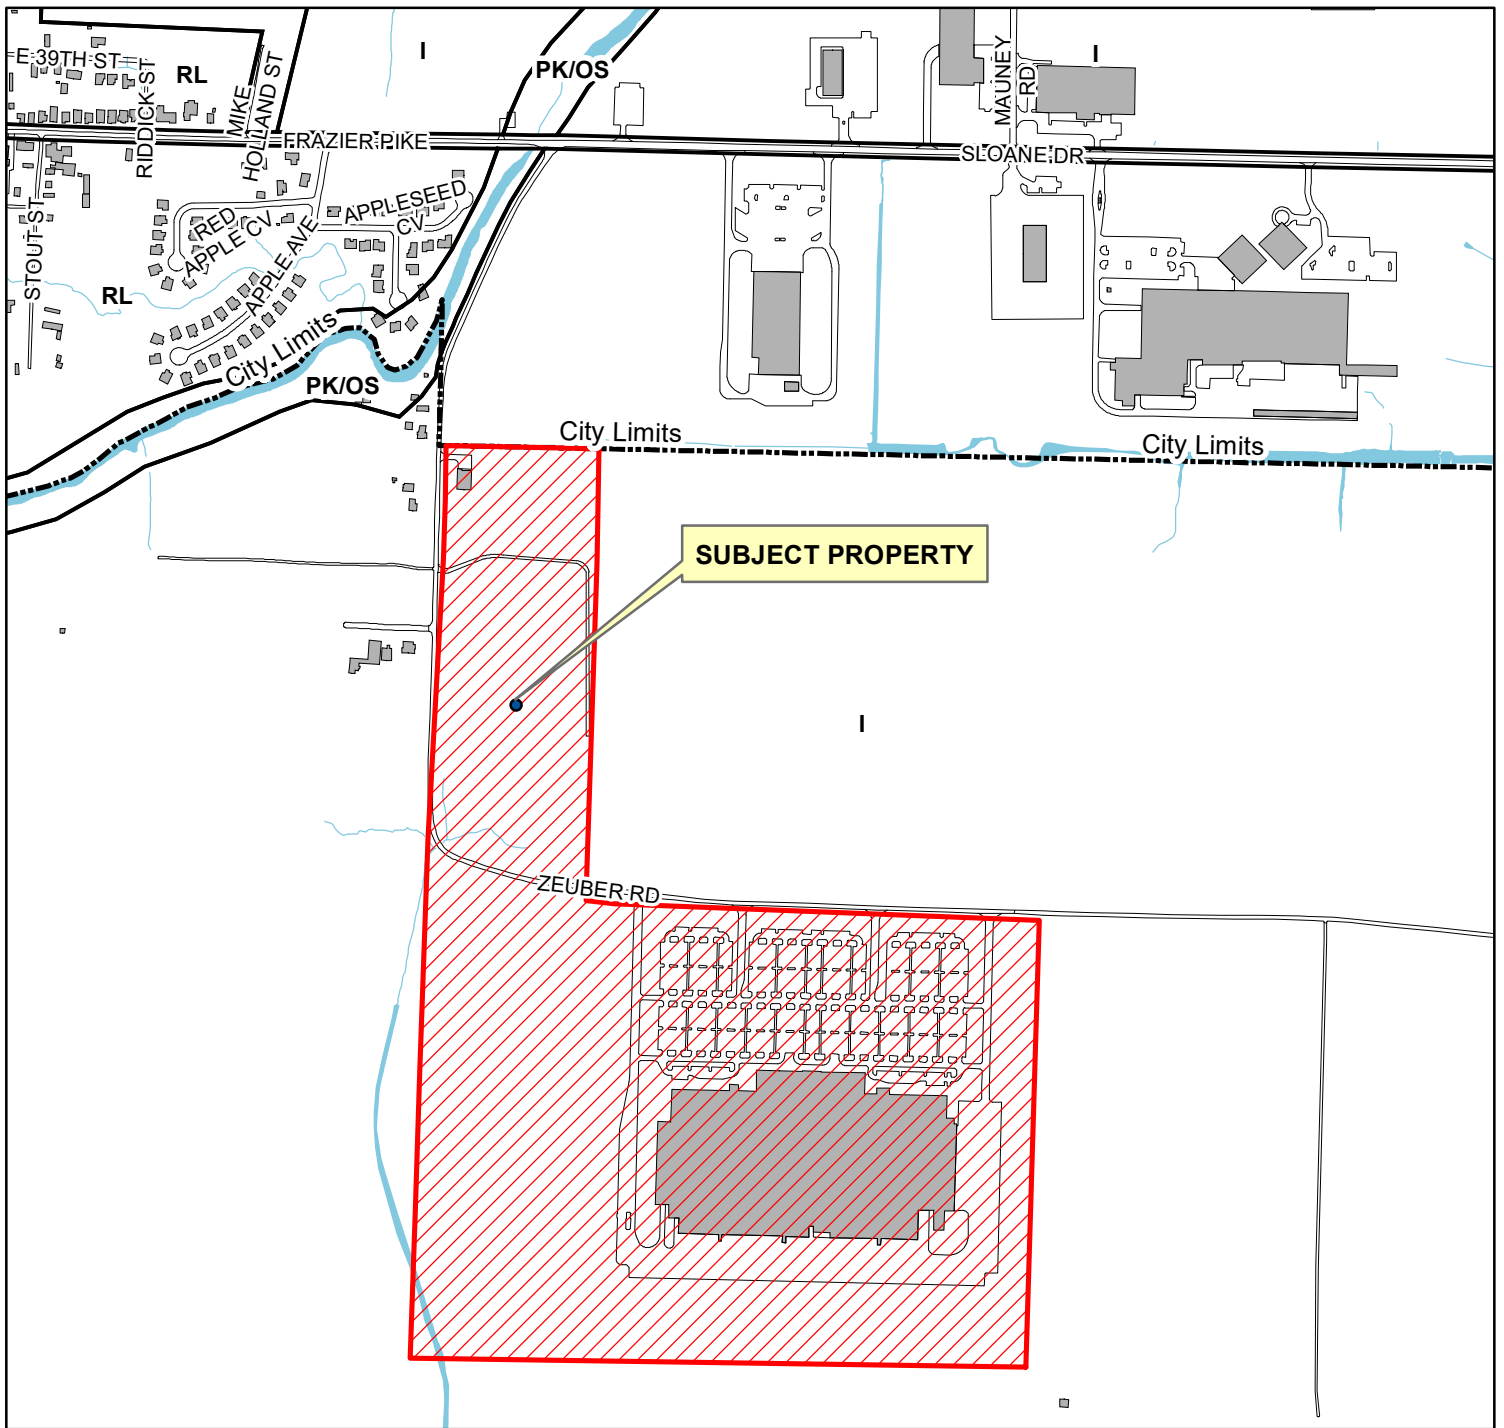 I
MAUNEY
RD
I
E 39TH ST
RIDDICK ST
RL
MIKE
HOLLAND ST
PK/OS
FRAZIER PIKE
SLOANE DR
STOUT ST
RED
APPLE CV
APPLESEED
CV
APPLE AVE
RL
City Limits
PK/OS
City Limits
City Limits
SUBJECT PROPERTY
I
ZEUBER RD